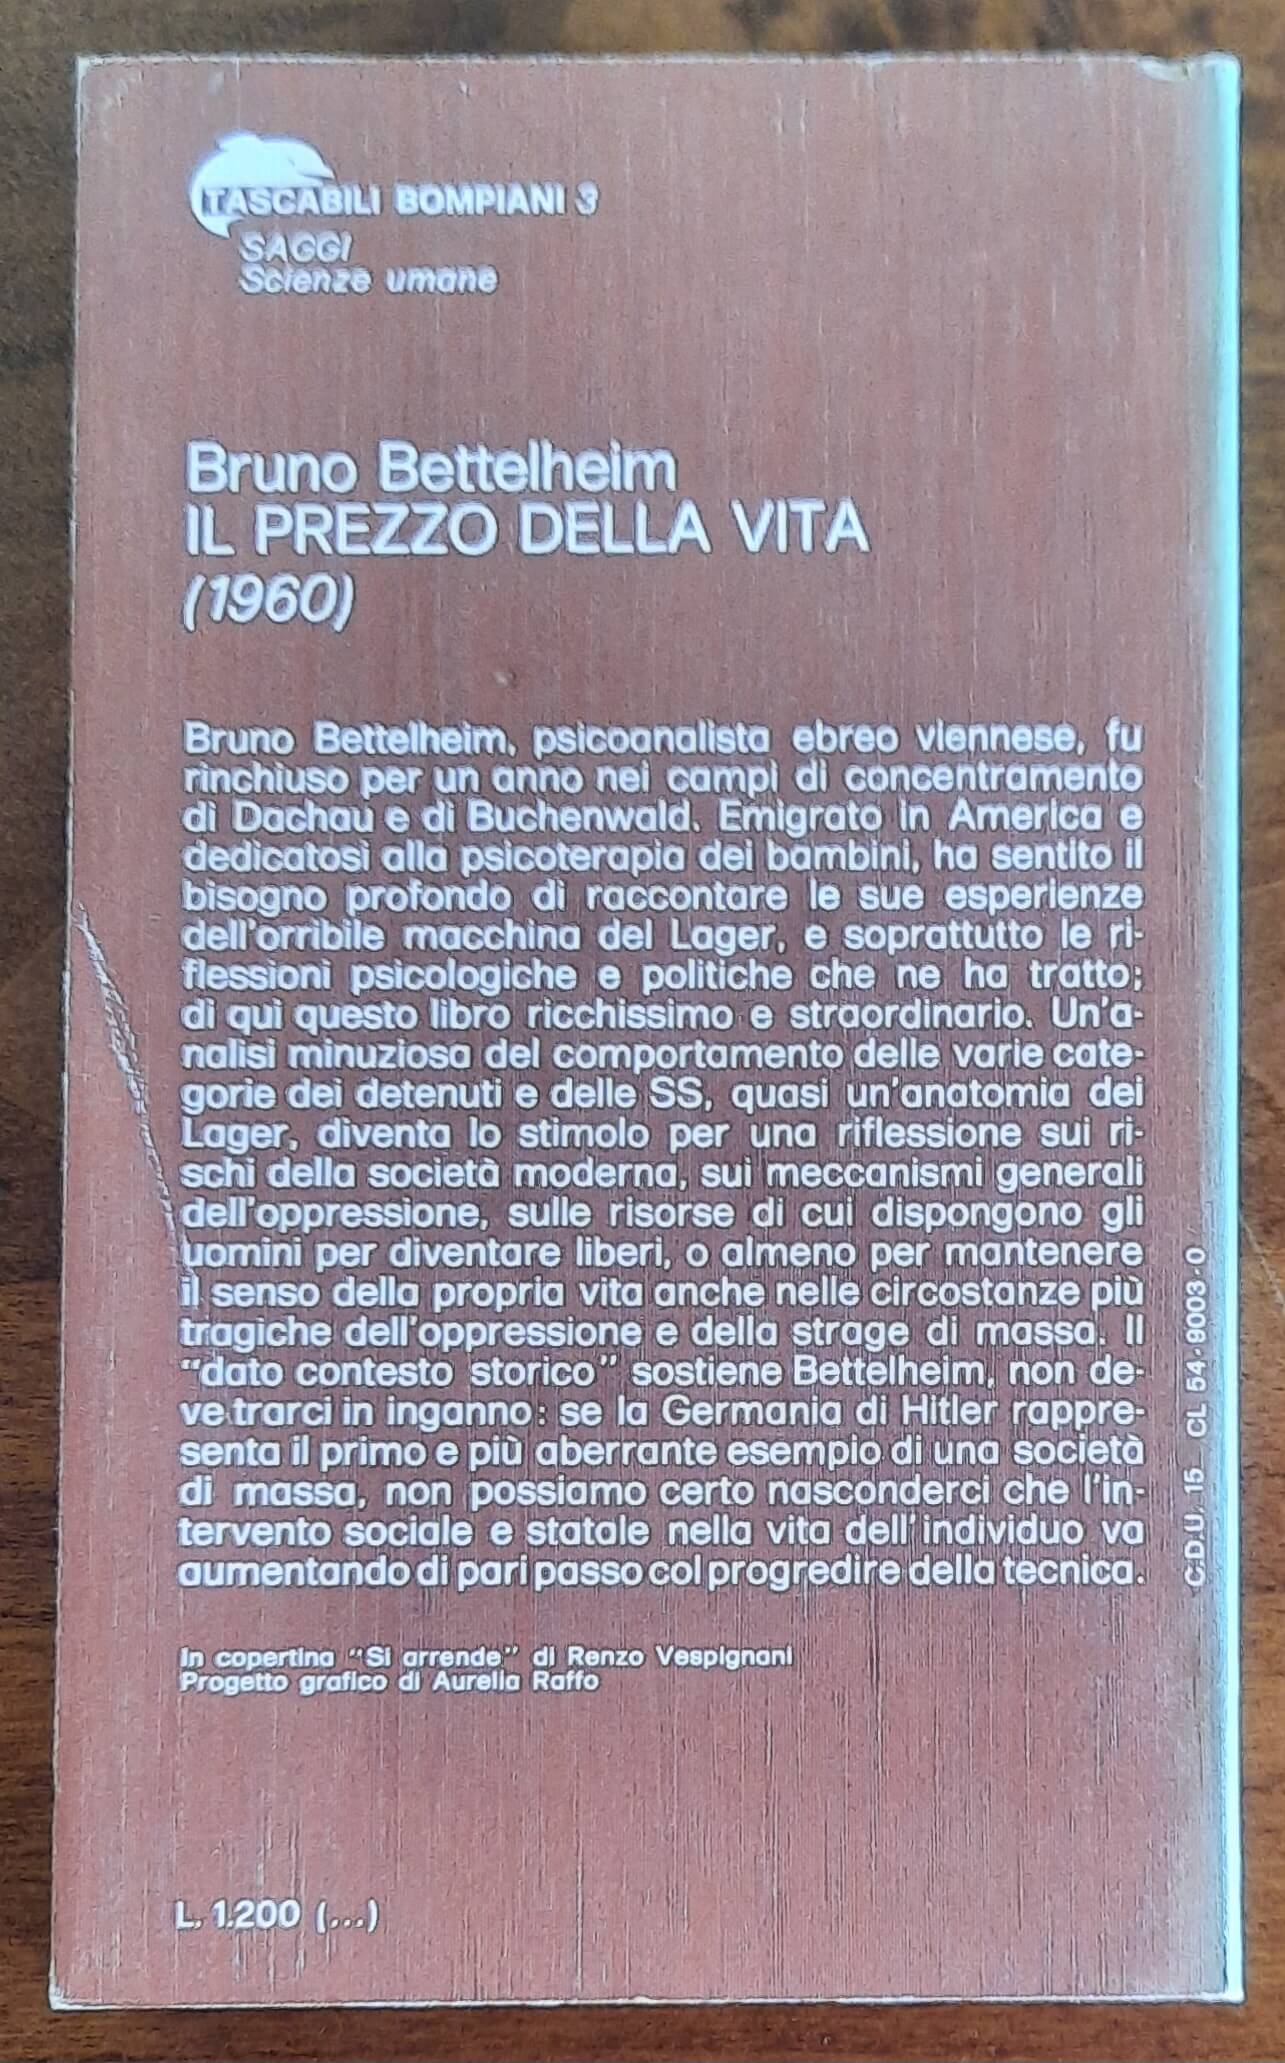 TASCABILI BOMPIANI 3
SAGGI
Scienze umane
Bruno Bettelheim
IL PREZZO DELLA VITA
(1960)
Bruno Bettelheim, psicoanalista ebreo viennese, fu
rinchiuso per un anno nei campi di concentramento
di Dachau e di Buchenwald. Emigrato in America e
dedicatosi alla psicoterapia dei bambini, ha sentito il
bisogno profondo di raccontare le sue esperienze
dell'orribile macchina del Lager, e soprattutto le ri-
flessioni psicologiche e politiche che ne ha tratto;
di qui questo libro ricchissimo e straordinario. Un'a-
nalisi minuziosa del comportamento delle varie cate-
gorie dei detenuti e delle SS, quasi un'anatomia dei
Lager, diventa lo stimolo per una riflessione sui ri-
schi della società moderna, sui meccanismi generali
dell'oppressione, sulle risorse di cui dispongono gli
uomini per diventare liberi, o almeno per mantenere
il senso della propria vita anche nelle circostanze più
tragiche dell'oppressione e della strage di massa. Il
"dato contesto storico" sostiene Bettelheim, non de-
ve trarci in inganno: se la Germania di Hitler rappre-
senta il primo e più aberrante esempio di una società
di massa, non possiamo certo nasconderci che l'in-
tervento sociale e statale nella vita dell'individuo va
aumentando di pari passo col progredire della tecnica.
C.D.U. 15 CL 54-9003-0
In copertina "Si arrende" di Renzo Vespignani
Progetto grafico di Aurelia Raffo
L. 1.200 (...)